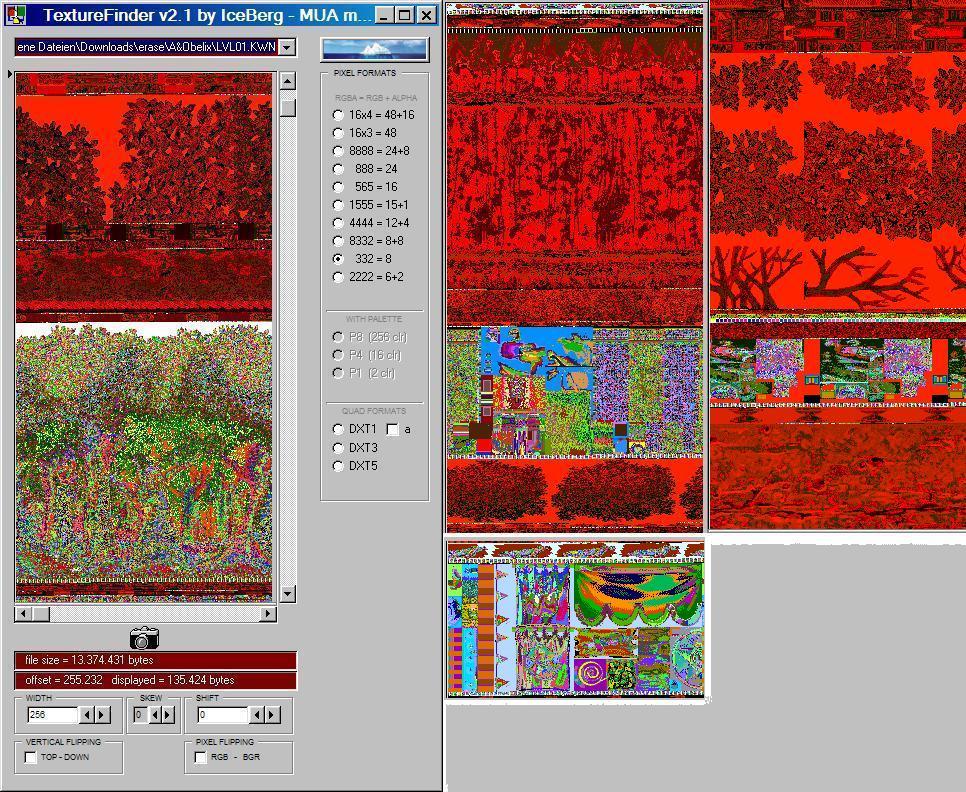 TextureFinder v2.1 by IceBerg - MUA m...
ene Dateien\Downloads\erase\A&Obelix\LVL01.KWN
PIXEL FORMATS
RGBA = RGB + ALPHA
16x4 = 48+16
16x3 = 48
8888 = 24+8
888 = 24
565 = 16
1555 = 15+1
4444 = 12+4
8332 = 8+8
332 = 8
2222 = 6+2
WITH PALETTE
P8 (256 clr)
P4 (16 clr)
P1 (2 clr)
QUAD FORMATS
DXT1 a
DXT3
DXT5
file size = 13.374.431 bytes
offset = 255.232 displayed = 135.424 bytes
WIDTH SKEW SHIFT
256 0 0
VERTICAL FLIPPING PIXEL FLIPPING
TOP - DOWN RGB - BGR